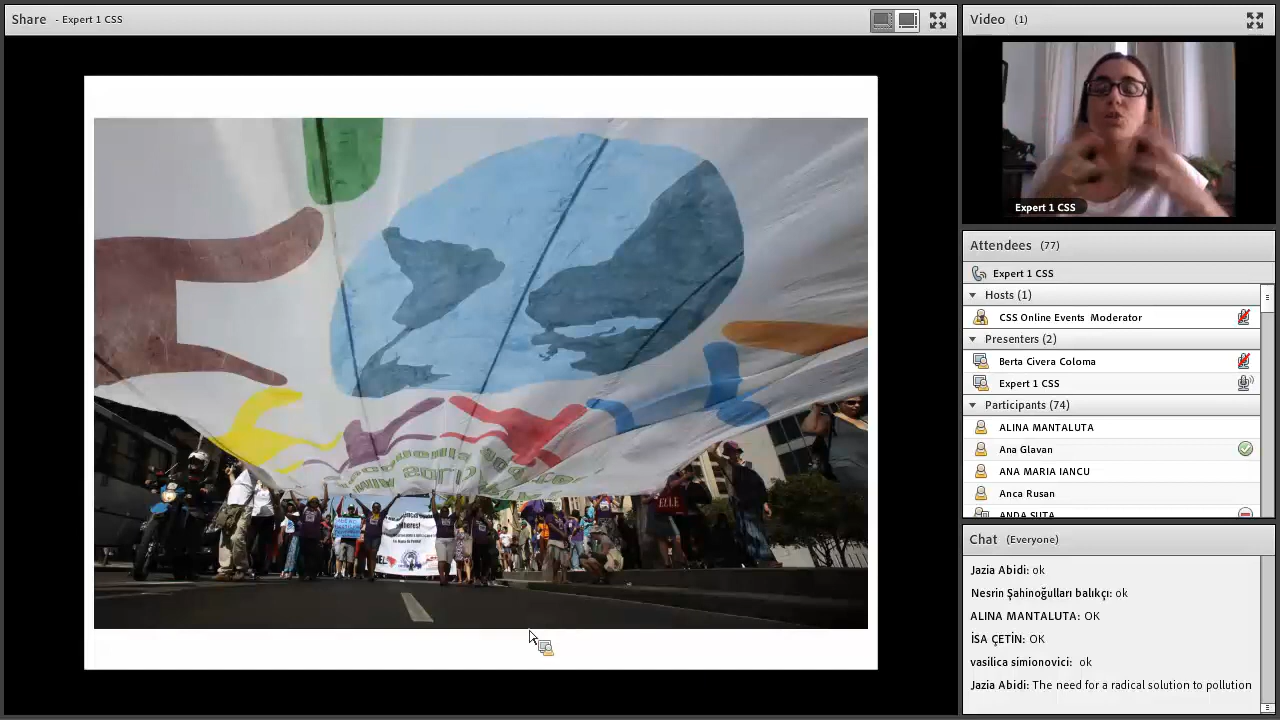 Share - Expert 1 CSS
ELLE
Video (1)
Expert 1 CSS
Attendees (77)
Expert 1 CSS
Hosts (1)
CSS Online Events Moderator
Presenters (2)
Berta Civera Coloma
Expert 1 CSS
Participants (74)
ALINA MANTALUTA
Ana Glavan
ANA MARIA IANCU
Anca Rusan
ANDA SUTA
Chat (Everyone)
Jazia Abidi: ok
Nesrin Şahinoğulları balıkçı: ok
ALINA MANTALUTA: OK
İSA ÇETİN: OK
vasilica simionovici: ok
Jazia Abidi: The need for a radical solution to pollution